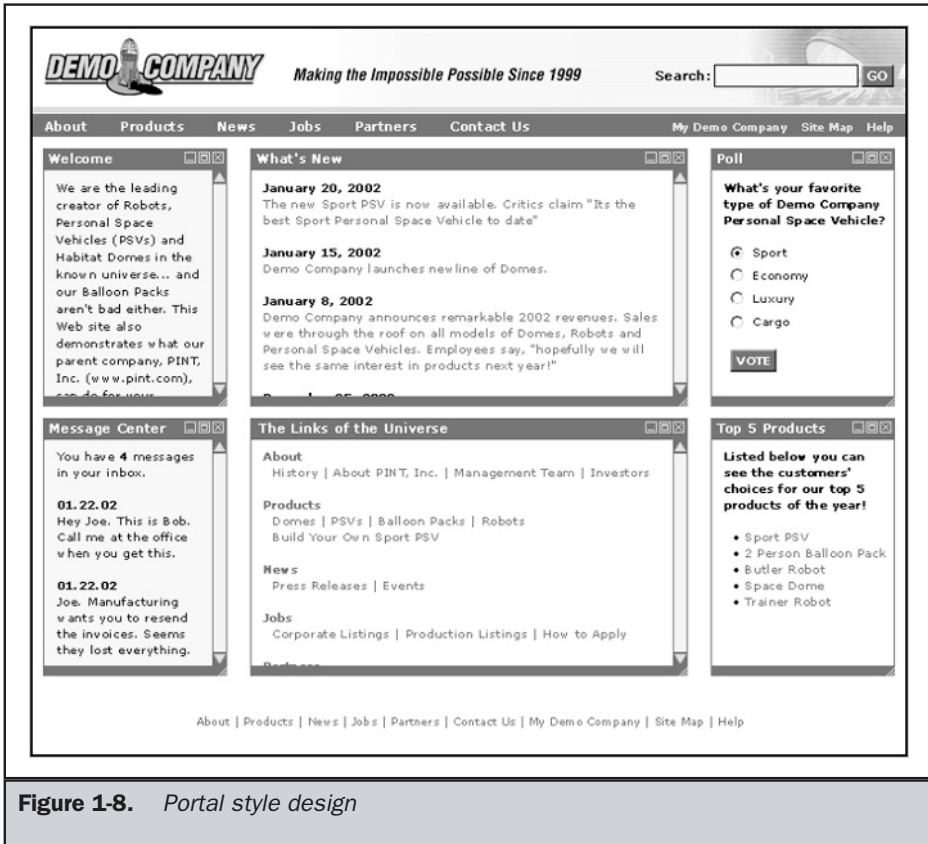 DEMO COMPANY
Making the Impossible Possible Since 1999
Search:
GO
About Products News Jobs Partners Contact Us
My Demo Company Site Map Help
Welcome
We are the leading
creator of Robots,
Personal Space
Vehicles (PSVs) and
Habitat Domes in the
known universe... and
our Balloon Packs
aren't bad either. This
Web site also
demonstrates what our
parent company, PINT,
Inc. (www.pint.com),
can do for your
What's New
January 20, 2002
The new Sport PSV is now available. Critics claim "Its the
best Sport Personal Space Vehicle to date"
January 15, 2002
Demo Company launches new line of Domes.
January 8, 2002
Demo Company announces remarkable 2002 revenues. Sales
were through the roof on all models of Domes, Robots and
Personal Space Vehicles. Employees say, "hopefully we will
see the same interest in products next year!"
Poll
What's your favorite
type of Demo Company
Personal Space Vehicle?
Sport
Economy
Luxury
Cargo
VOTE
Message Center
You have 4 messages
in your inbox.
01.22.02
Hey Joe. This is Bob.
Call me at the office
when you get this.
01.22.02
Joe. Manufacturing
wants you to resend
the invoices. Seems
they lost everything.
The Links of the Universe
About
History | About PINT, Inc. | Management Team | Investors
Products
Domes | PSVs | Balloon Packs | Robots
Build Your Own Sport PSV
News
Press Releases | Events
Jobs
Corporate Listings | Production Listings | How to Apply
Partners
Top 5 Products
Listed below you can
see the customers'
choices for our top 5
products of the year!
• Sport PSV
• 2 Person Balloon Pack
• Butler Robot
• Space Dome
• Trainer Robot
About | Products | News | Jobs | Partners | Contact Us | My Demo Company | Site Map | Help
Figure 1-8. Portal style design